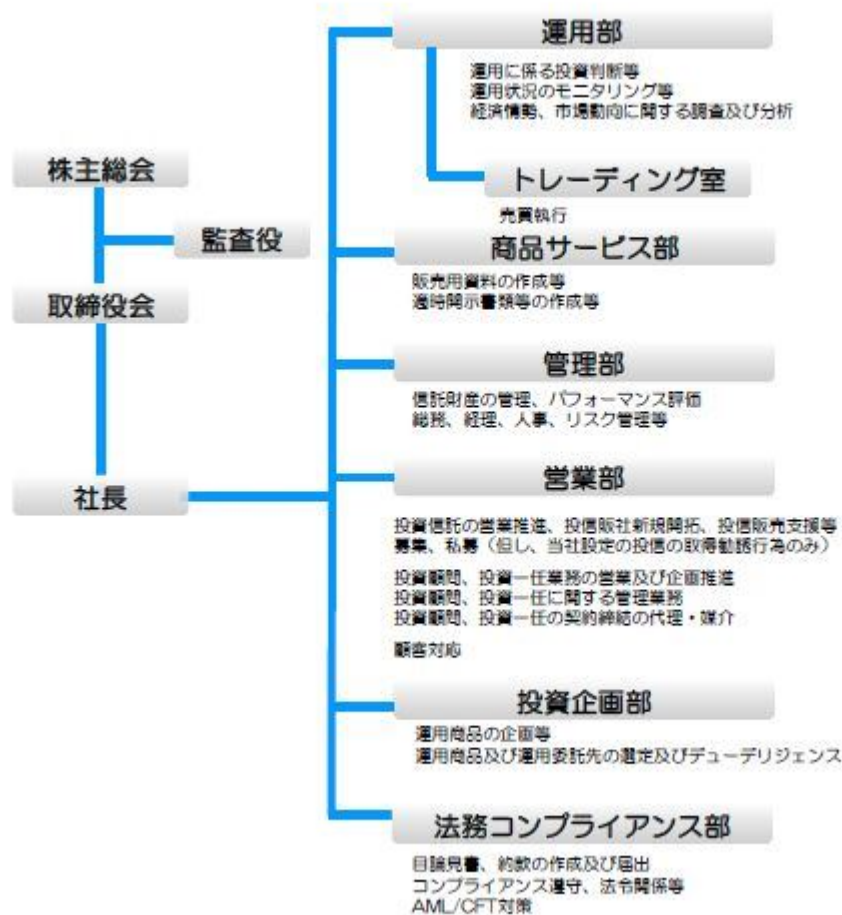 株主総会
監査役
取締役会
社長
運用部
運用に係る投資判断等
運用状況のモニタリング等
経済情勢、市場動向に関する調査及び分析
トレーディング室
売買執行
商品サービス部
販売用資料の作成等
適時開示書類等の作成等
管理部
信託財産の管理、パフォーマンス評価
総務、経理、人事、リスク管理等
営業部
投資信託の営業推進、投信販社新規開拓、投信販売支援等
募集、私募（但し、当社設定の投信の取得勧誘行為のみ）
投資顧問、投資一任業務の営業及び企画推進
投資顧問、投資一任に関する管理業務
投資顧問、投資一任の契約締結の代理・媒介
顧客対応
投資企画部
運用商品の企画等
運用商品及び運用委託先の選定及びデューデリジェンス
法務コンプライアンス部
目論見書、約款の作成及び届出
コンプライアンス遵守、法令関係等
AML/CFT対策